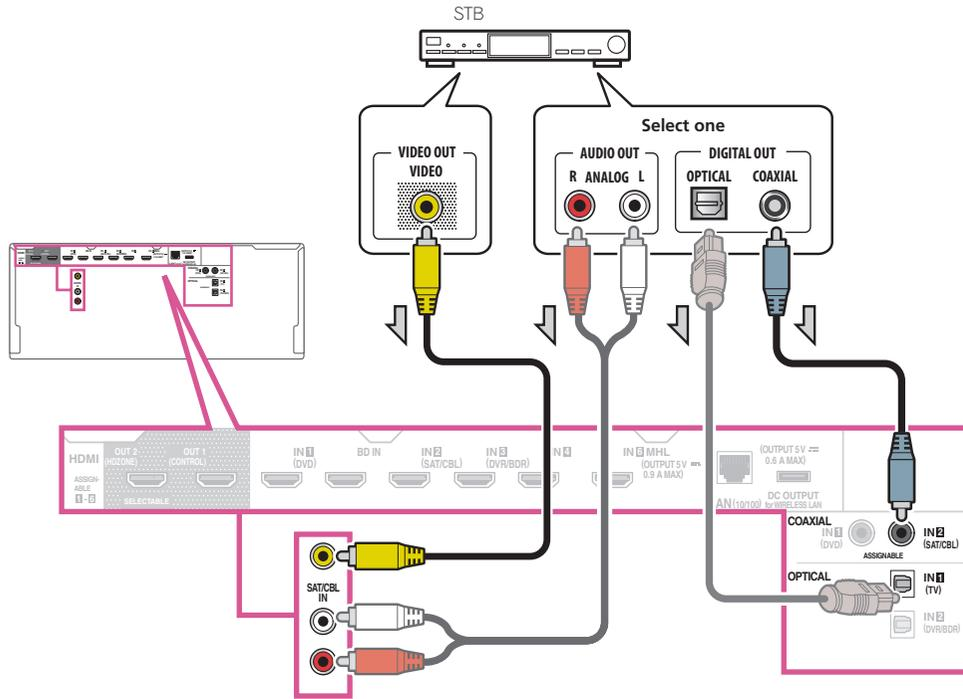 STB
Select one
VIDEO OUT
VIDEO
AUDIO OUT
R ANALOG L
DIGITAL OUT
OPTICAL COAXIAL
HDMI
ASSIGN-
ABLE
1-6
OUT 2
(HDZONE)
OUT 1
(CONTROL)
SELECTABLE
IN 1
(DVD)
BD IN
IN 2
(SAT/CBL)
IN 3
(DVR/BDR)
IN 4
IN 6 MHL
(OUTPUT 5 V
0.9 A MAX)
AN (10/100)
(OUTPUT 5 V
0.6 A MAX)
DC OUTPUT
for WIRELESS LAN
COAXIAL
IN 1
(DVD)
IN 2
(SAT/CBL)
ASSIGNABLE
OPTICAL
IN 1
(TV)
IN 2
(DVR/BDR)
SAT/CBL
IN